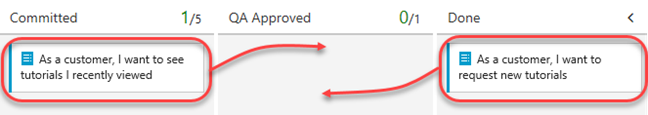 Committed 1/5 QA Approved 0/1 Done
As a customer, I want to see
tutorials I recently viewed
As a customer, I want to
request new tutorials